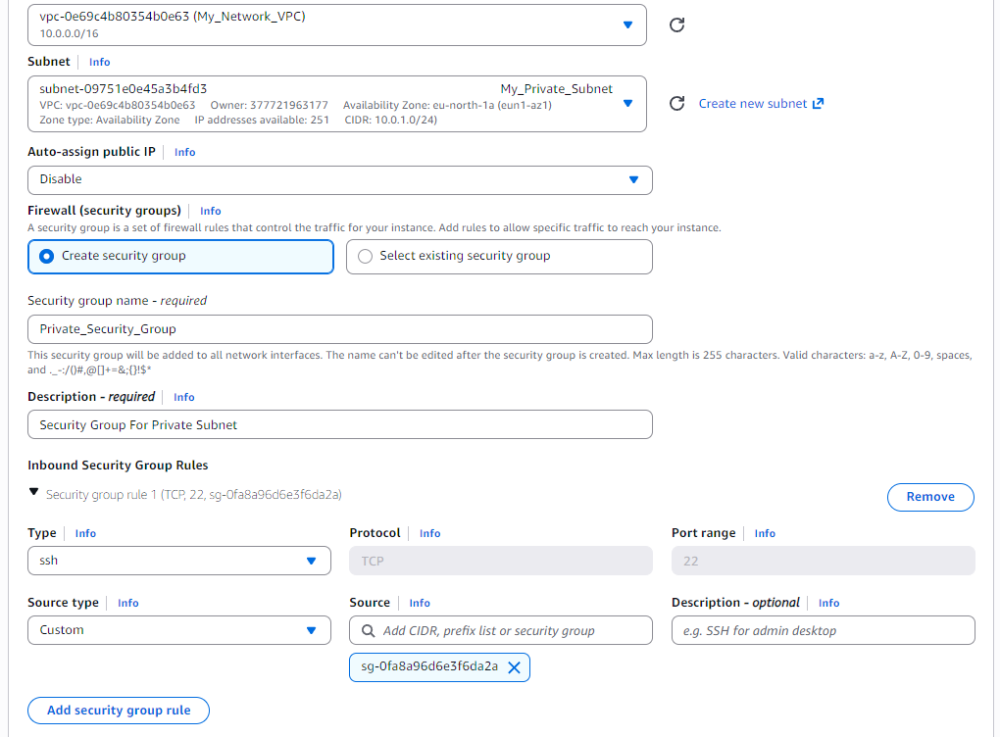 vpc-0e69c4b80354b0e63 (My_Network_VPC)
10.0.0.0/16
Subnet Info
subnet-09751e0e45a3b4fd3 My_Private_Subnet
VPC: vpc-0e69c4b80354b0e63 Owner: 377721963177 Availability Zone: eu-north-1a (eun1-az1)
Zone type: Availability Zone IP addresses available: 251 CIDR: 10.0.1.0/24)
Create new subnet
Auto-assign public IP Info
Disable
Firewall (security groups) Info
A security group is a set of firewall rules that control the traffic for your instance. Add rules to allow specific traffic to reach your instance.
Create security group Select existing security group
Security group name - required
Private_Security_Group
This security group will be added to all network interfaces. The name can't be edited after the security group is created. Max length is 255 characters. Valid characters: a-z, A-Z, 0-9, spaces,
and ._-:/()#,@[]+=&;{}!$*
Description - required Info
Security Group For Private Subnet
Inbound Security Group Rules
Security group rule 1 (TCP, 22, sg-0fa8a96d6e3f6da2a)
Remove
Type Info Protocol Info Port range Info
ssh TCP 22
Source type Info Source Info Description - optional Info
Custom Add CIDR, prefix list or security group e.g. SSH for admin desktop
sg-0fa8a96d6e3f6da2a
Add security group rule